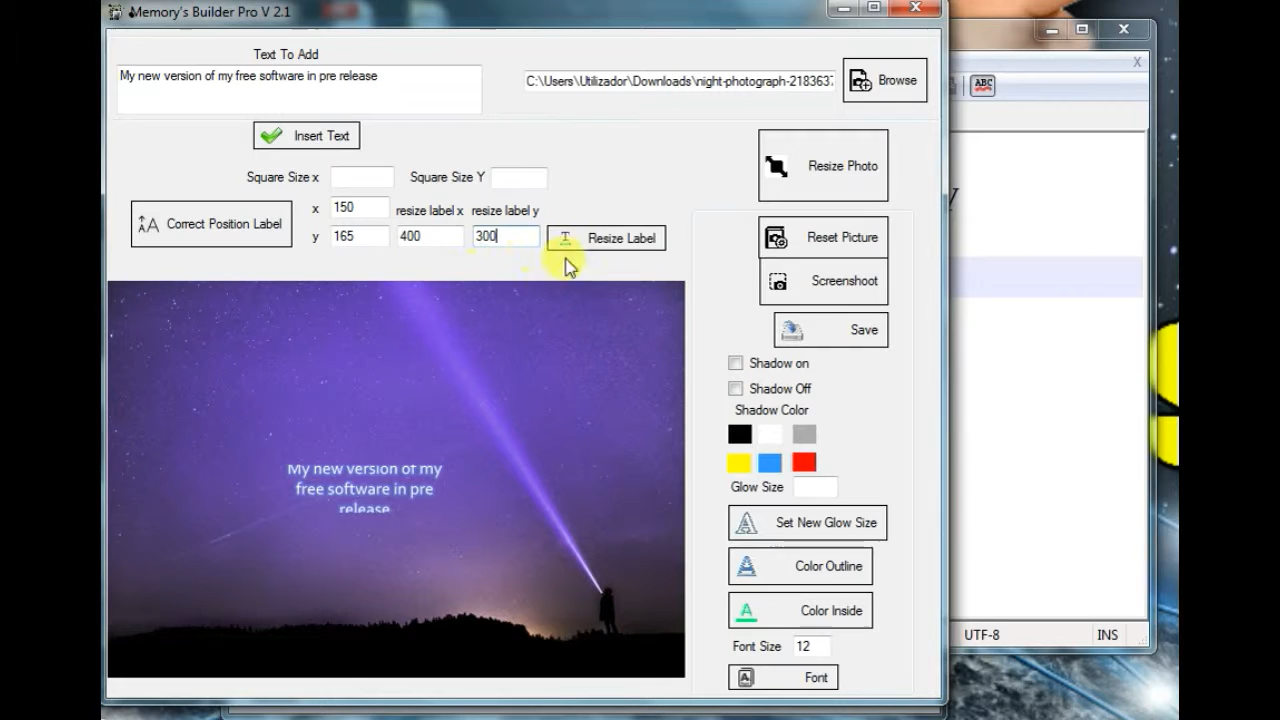 Memory's Builder Pro V 2.1
Text To Add
My new version of my free software in pre release
C:\Users\Utilizador\Downloads\night-photograph-2183637
Browse
Insert Text
Resize Photo
Square Size x
Square Size Y
Correct Position Label
x
150
resize label x
resize label y
y
165
400
300
Resize Label
Reset Picture
Screenshoot
Save
Shadow on
Shadow Off
Shadow Color
Glow Size
Set New Glow Size
Color Outline
Color Inside
Font Size
12
Font
My new version of my
free software in pre
release
ABC
x
UTF-8
INS